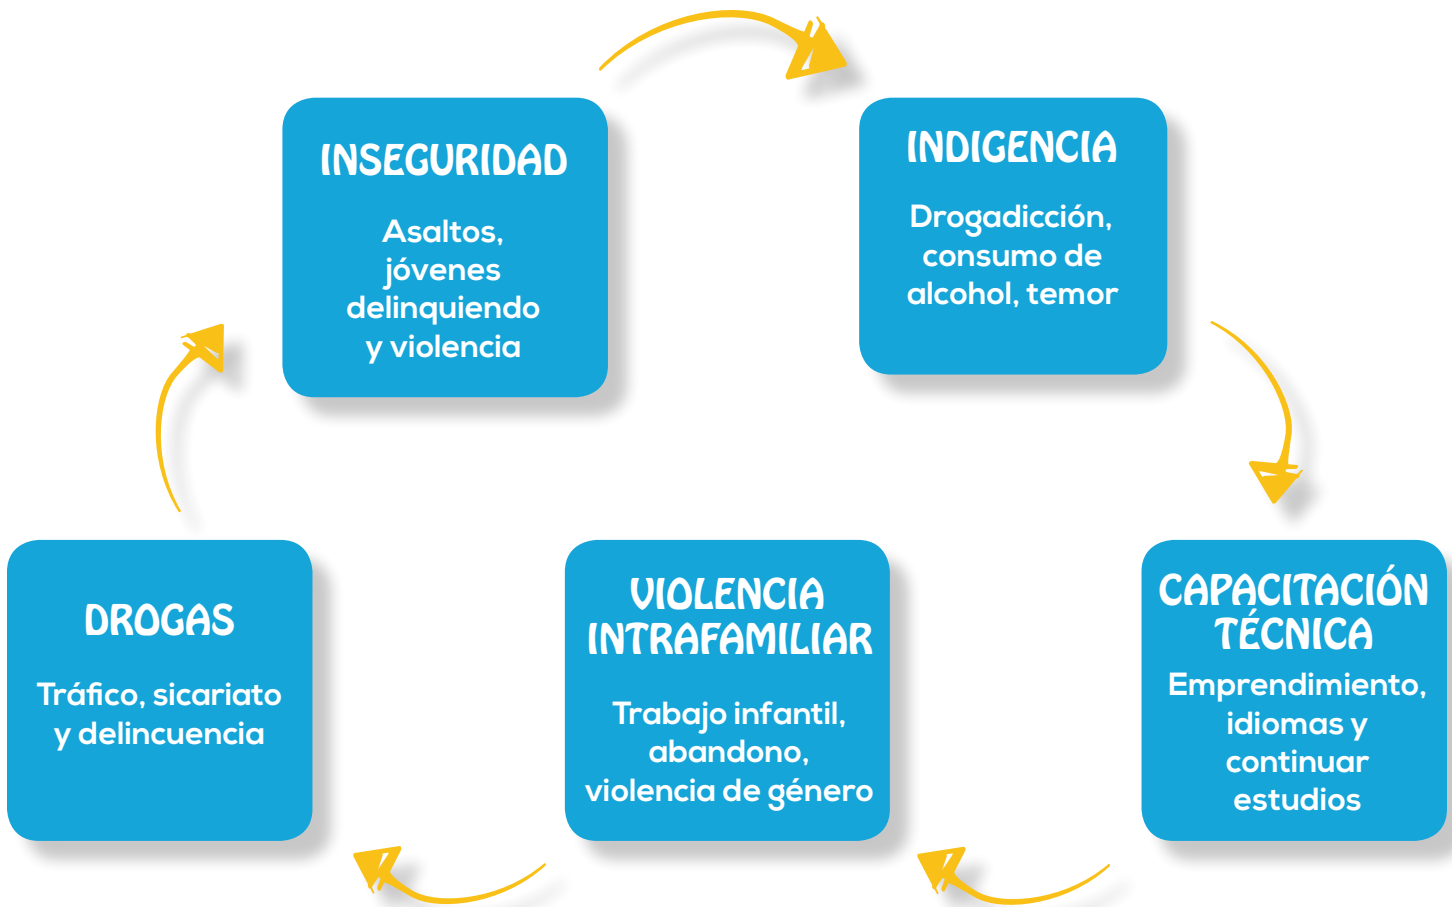 INSEGURIDAD
Asaltos,
jóvenes
delinquiendo
y violencia
INDIGENCIA
Drogadicción,
consumo de
alcohol, temor
CAPACITACIÓN
TÉCNICA
Emprendimiento,
idiomas y
continuar
estudios
VIOLENCIA
INTRAFAMILIAR
Trabajo infantil,
abandono,
violencia de género
DROGAS
Tráfico, sicariato
y delincuencia